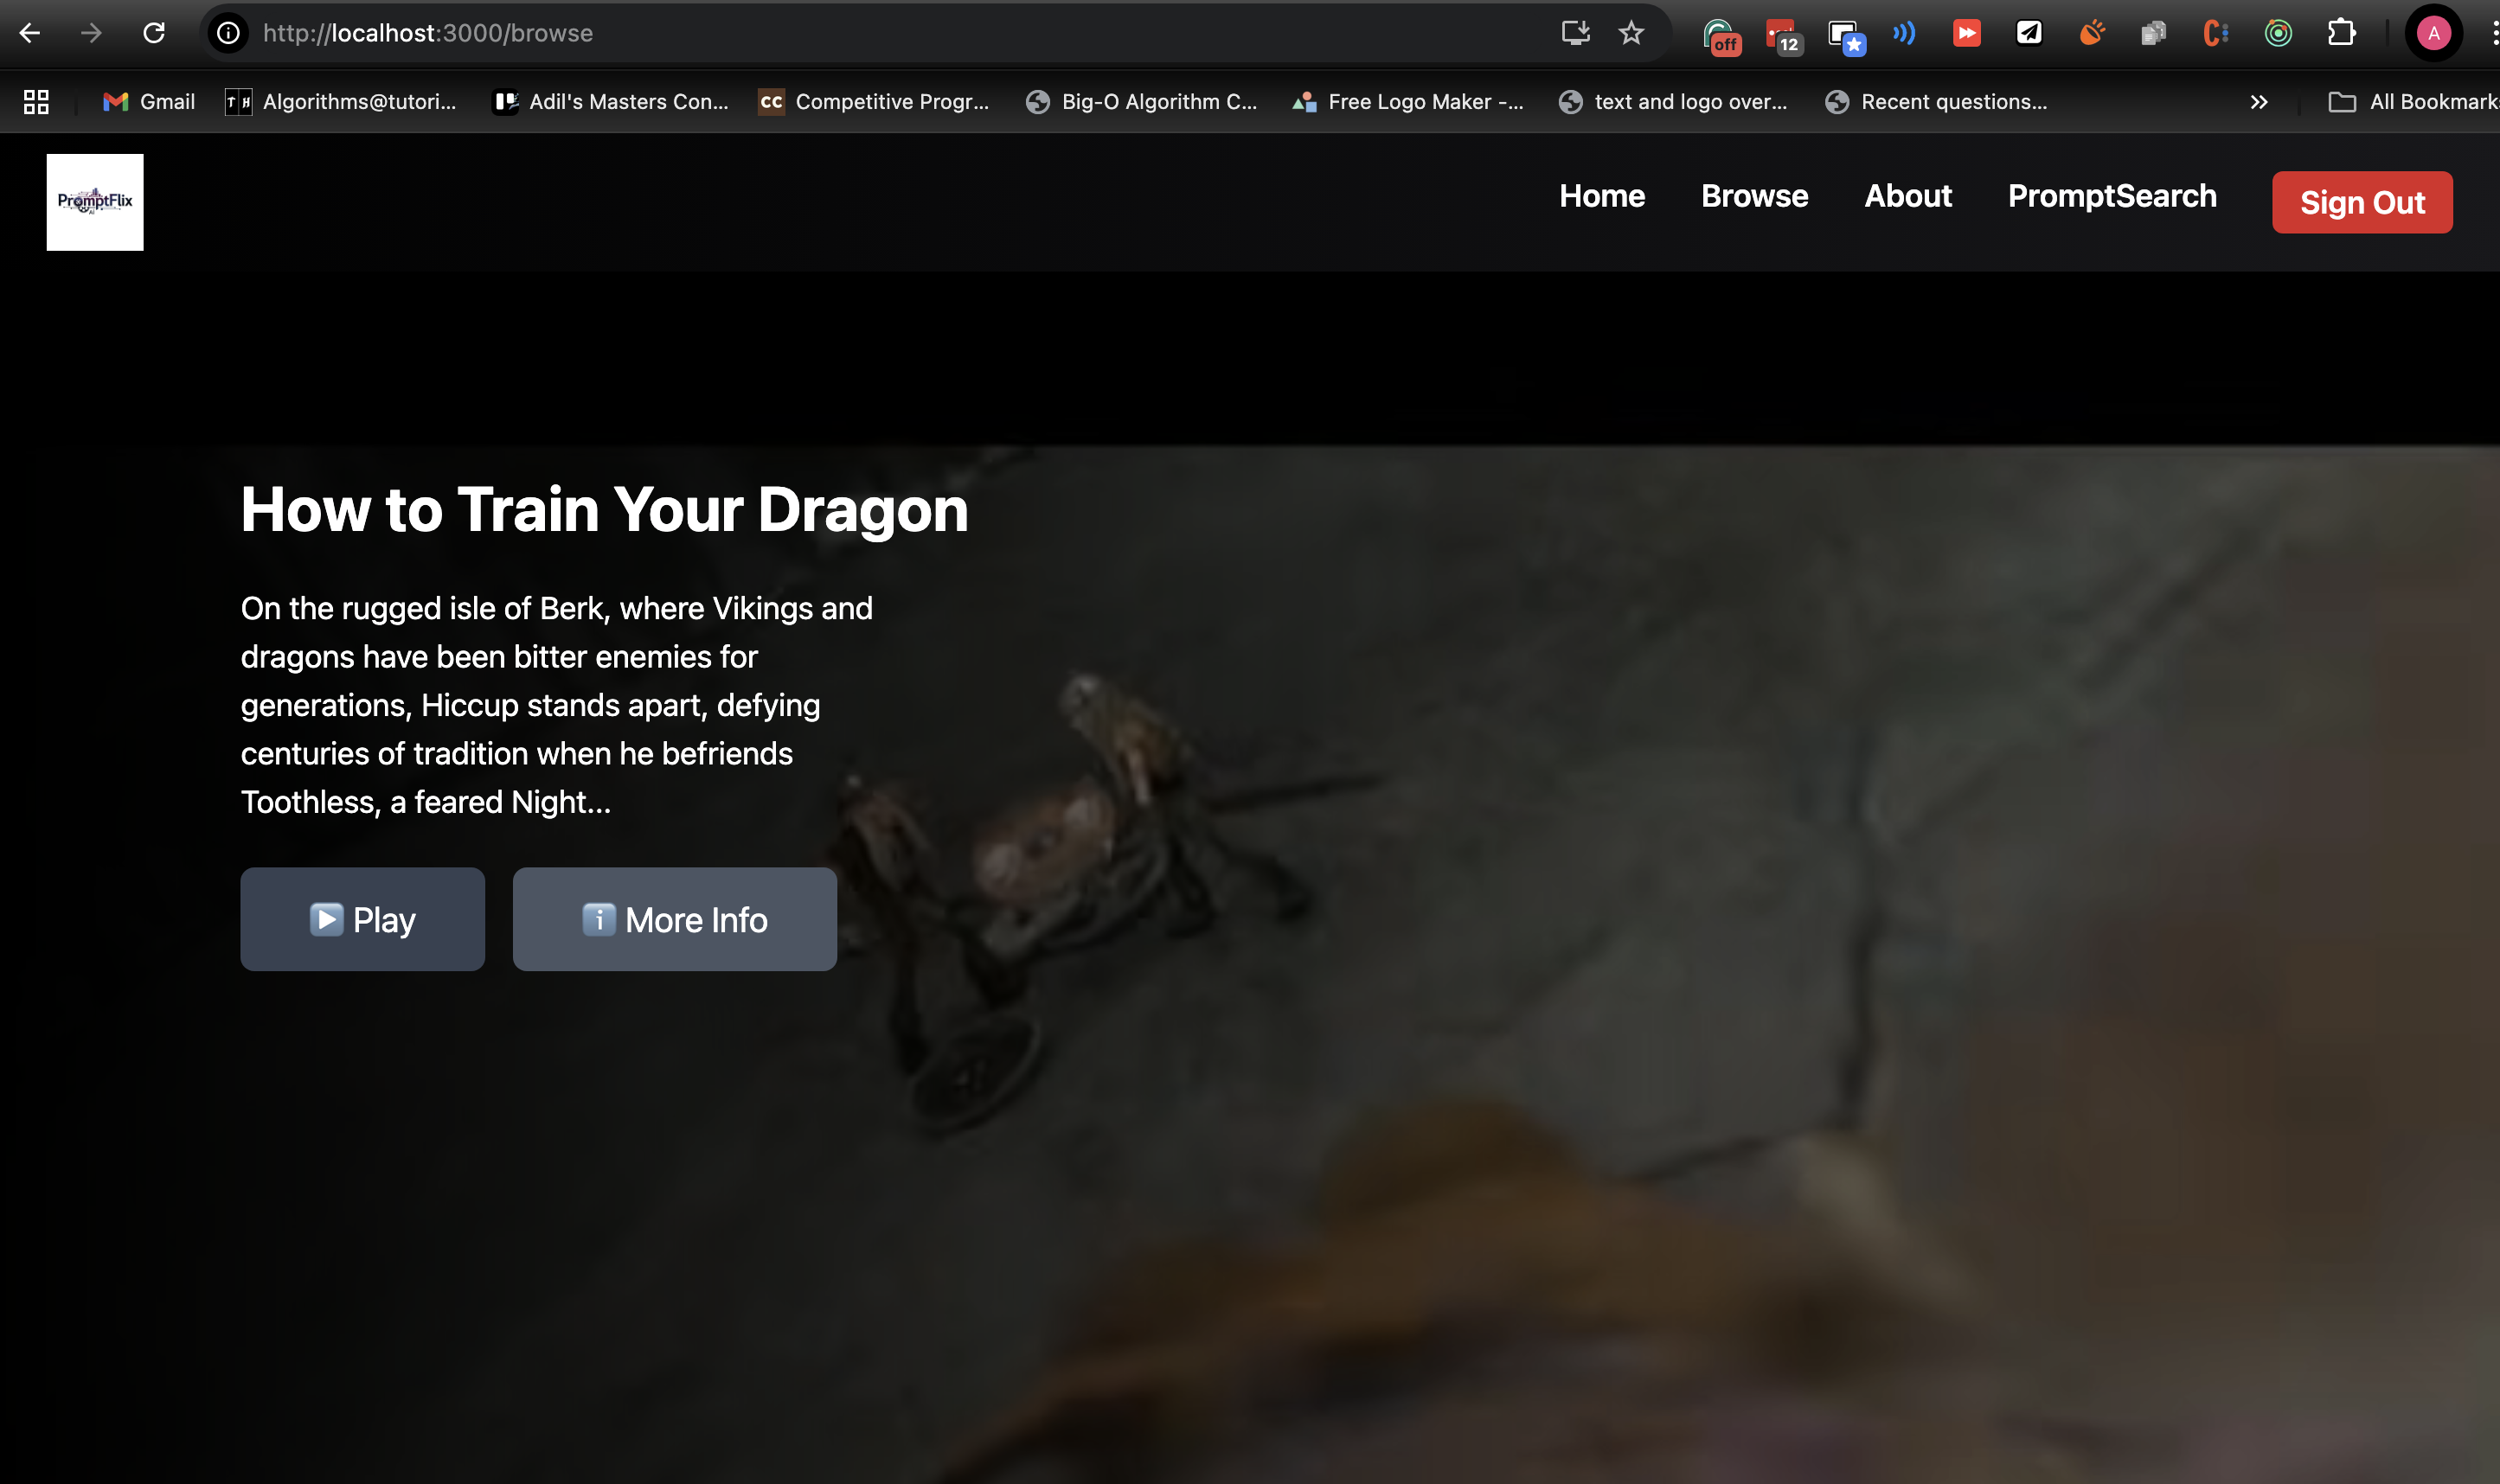 http://localhost:3000/browse
off
12
A
Gmail
Algorithms@tutori...
Adil's Masters Con...
CC
Competitive Progr...
Big-O Algorithm C...
Free Logo Maker -...
text and logo over...
Recent questions...
All Bookmarks
PromptFlix
AI
Home
Browse
About
PromptSearch
Sign Out
How to Train Your Dragon
On the rugged isle of Berk, where Vikings and
dragons have been bitter enemies for
generations, Hiccup stands apart, defying
centuries of tradition when he befriends
Toothless, a feared Night...
Play
More Info